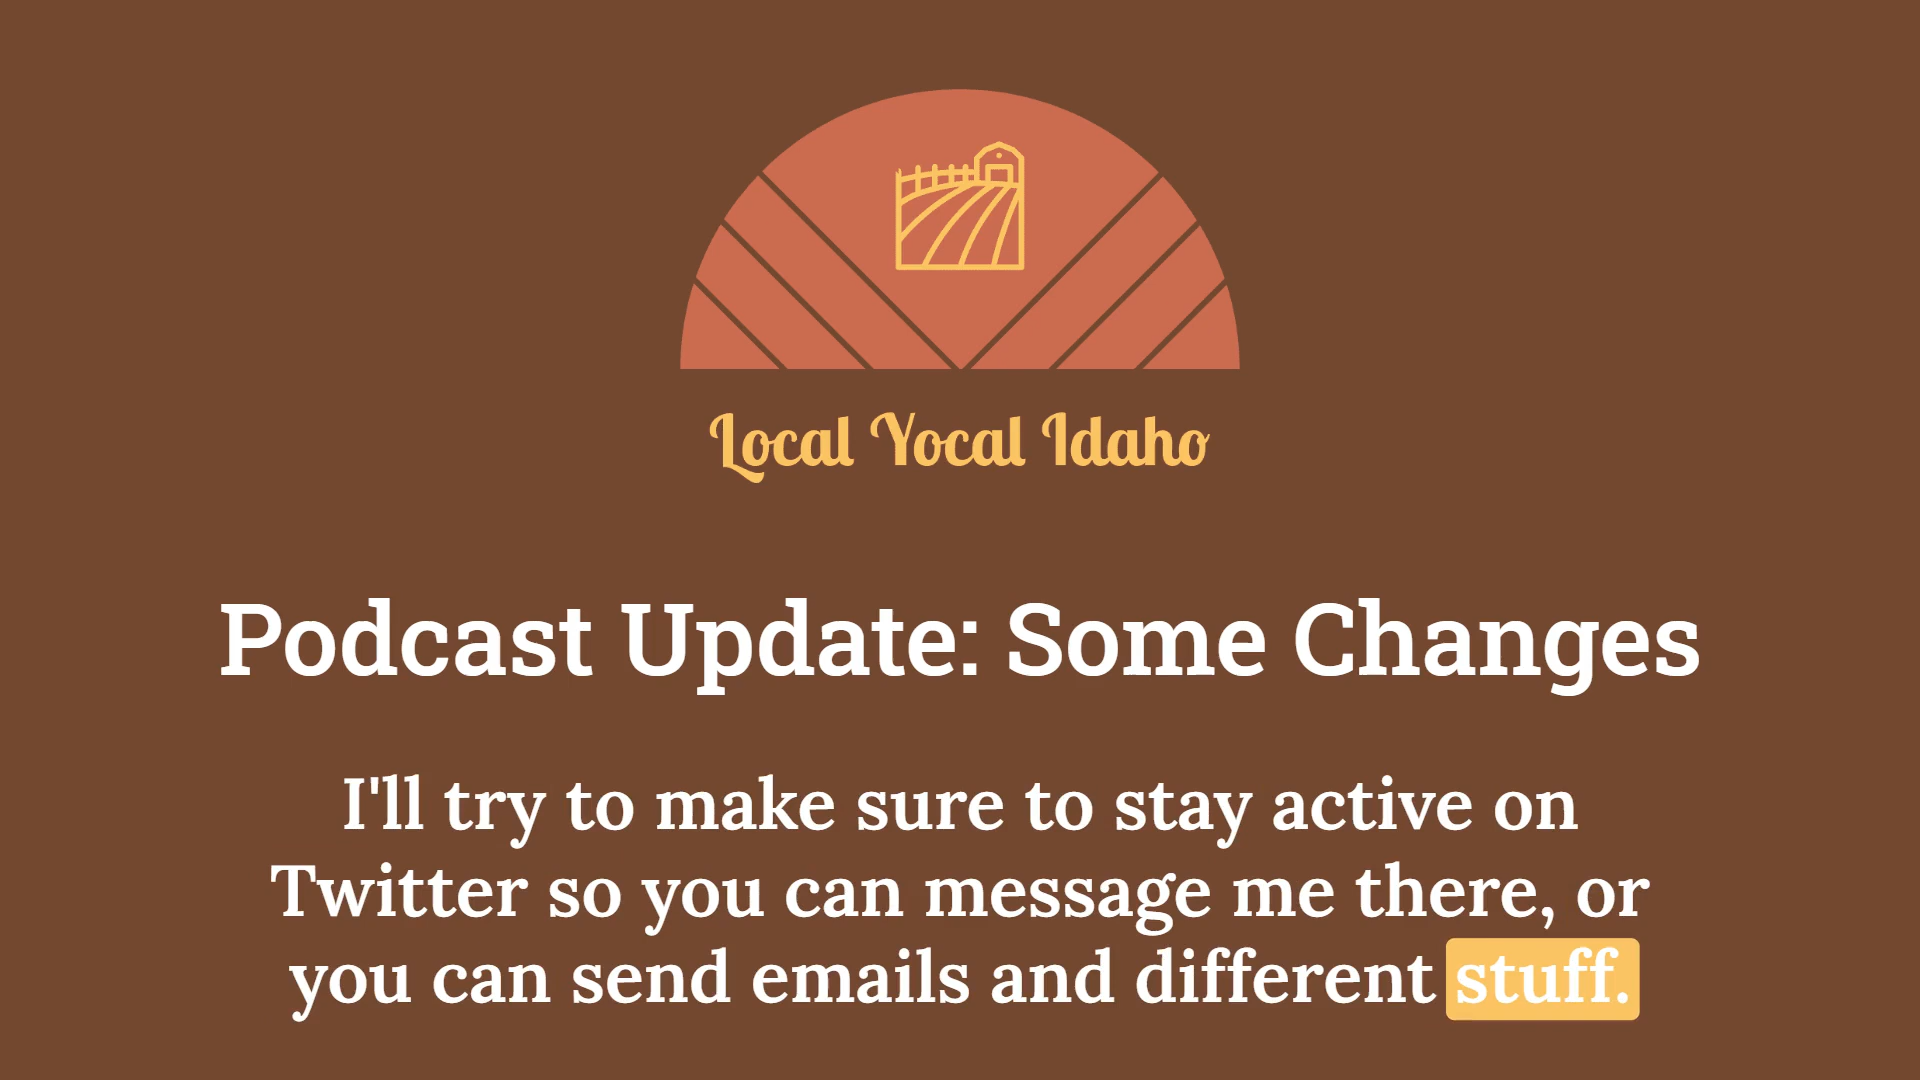 Local Yocal Idaho
Podcast Update: Some Changes
I'll try to make sure to stay active on
Twitter so you can message me there, or
you can send emails and different stuff.